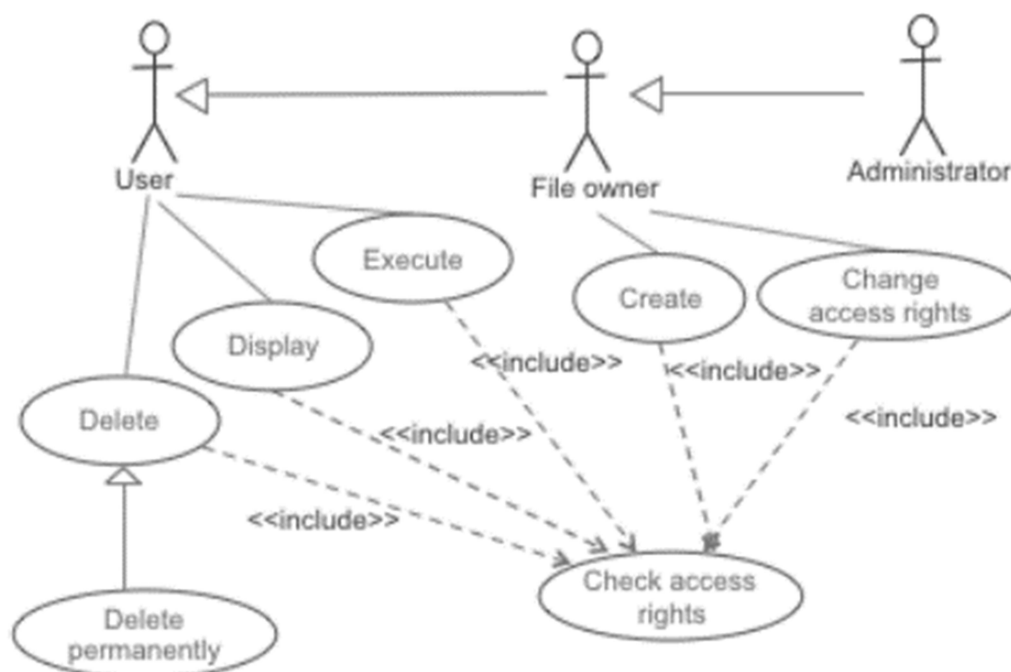 User
File owner
Administrator
Execute
Create
Change
access rights
Display
<<include>>
<<include>>
Delete
<<include>>
<<include>>
<<include>>
Check access
rights
Delete
permanently